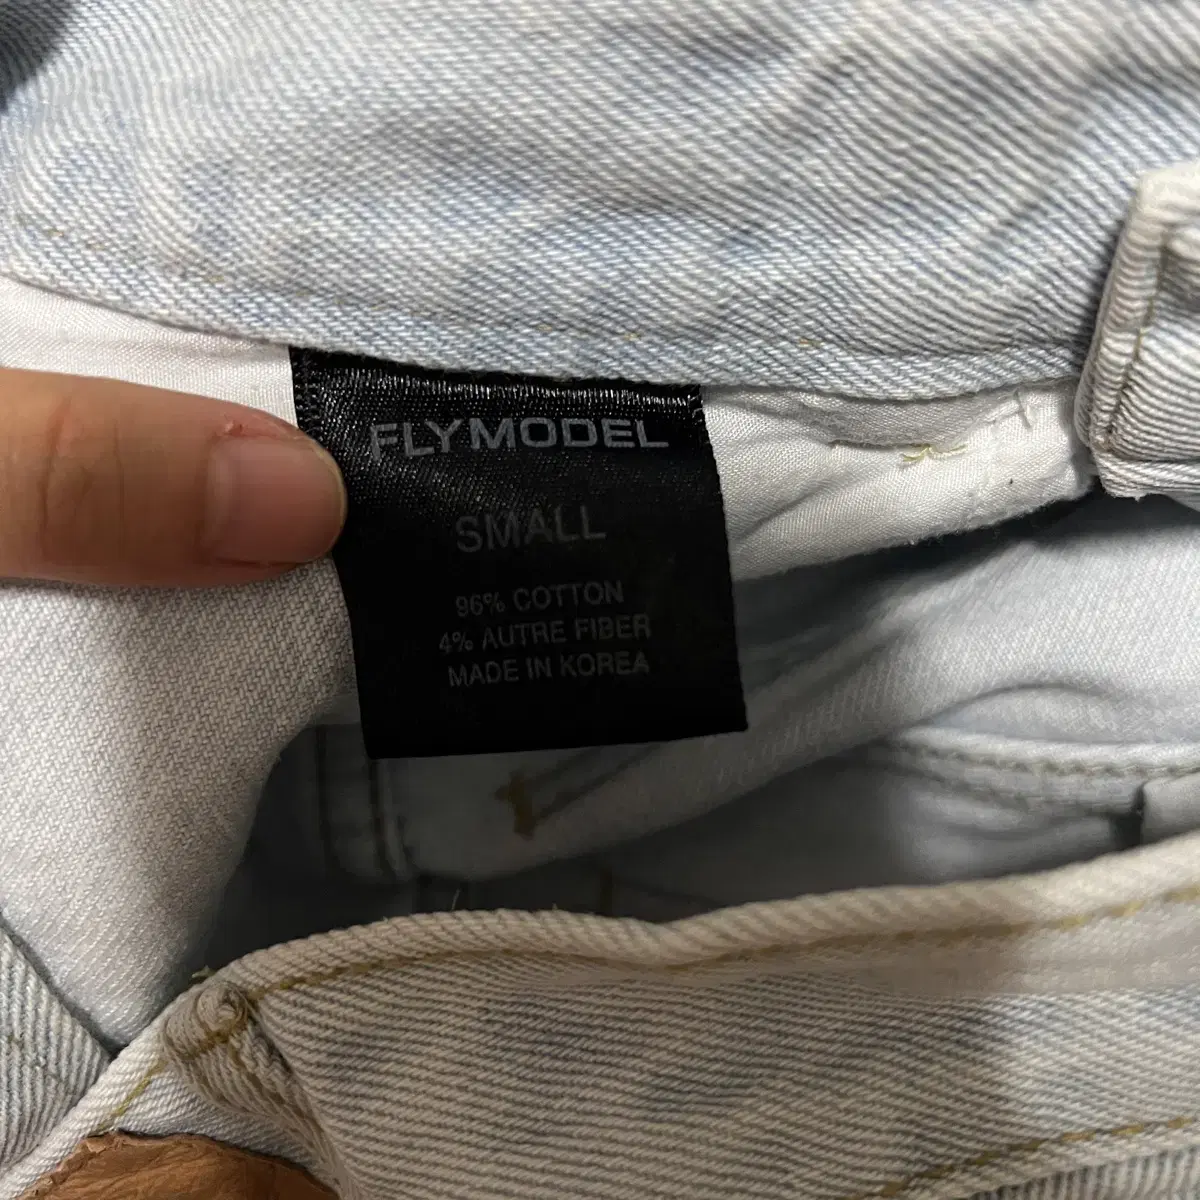 FLYMODEL
SMALL
96% COTTON
4% AUTRE FIBER
MADE IN KOREA